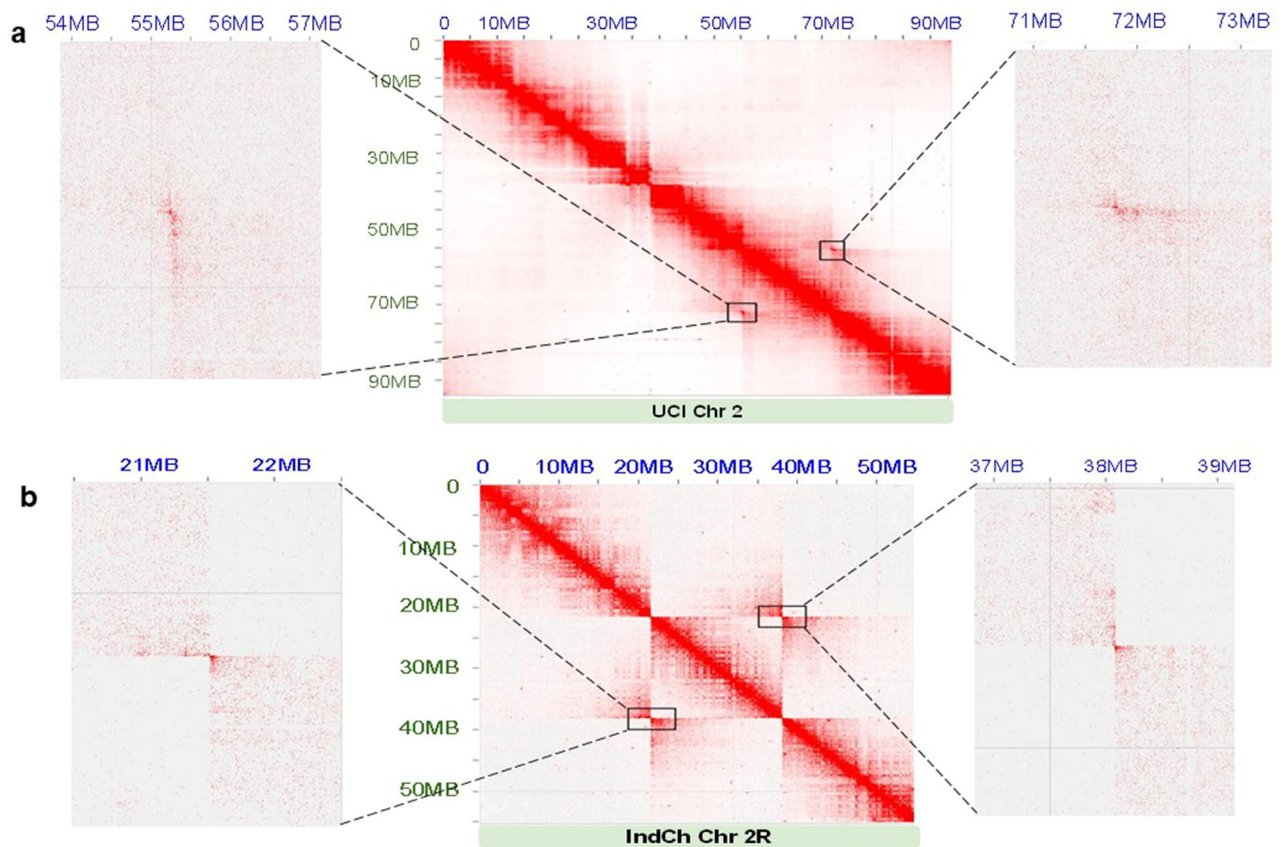 a
54MB 55MB 56MB 57MB
0 10MB 30MB 50MB 70MB 90MB
71MB 72MB 73MB
0
10MB
30MB
50MB
70MB
90MB
UCI Chr 2
b
21MB 22MB
0 10MB 20MB 30MB 40MB 50MB
37MB 38MB 39MB
0
10MB
20MB
30MB
40MB
50MB
IndCh Chr 2R